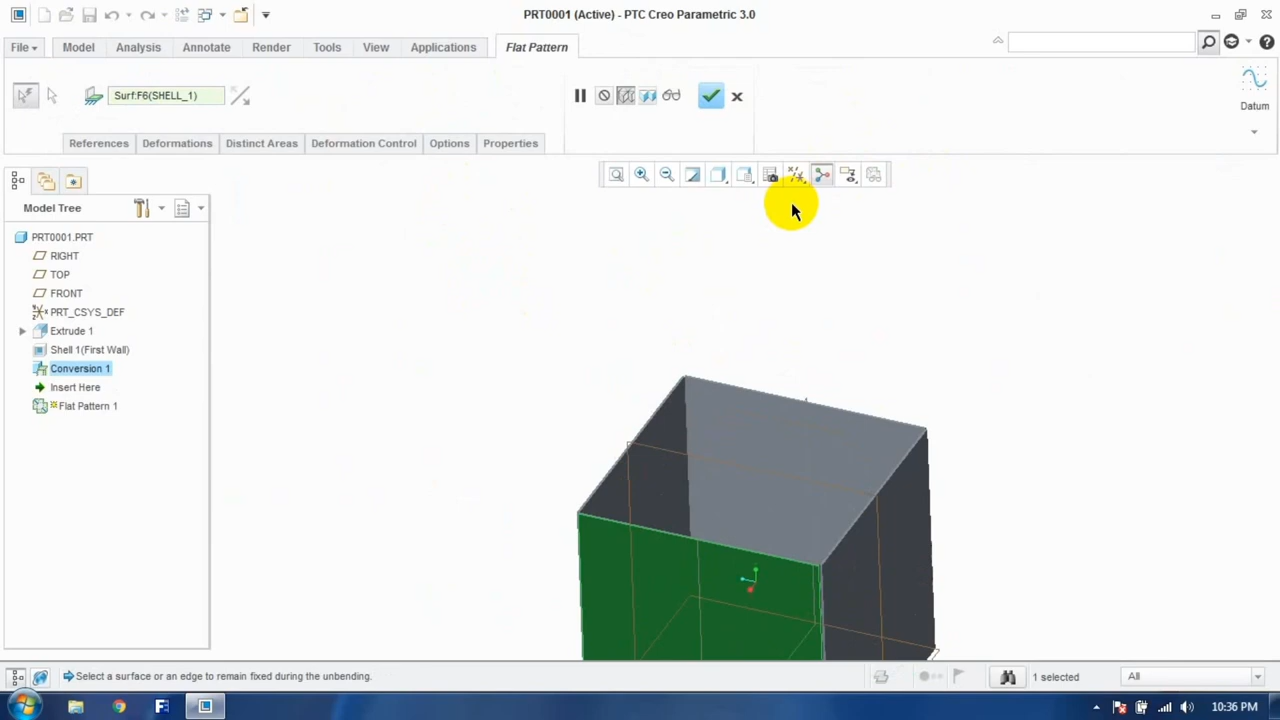 PRT0001 (Active) - PTC Creo Parametric 3.0
File Model Analysis Annotate Render Tools View Applications Flat Pattern
Surf:F6(SHELL_1)
Datum
References Deformations Distinct Areas Deformation Control Options Properties
Model Tree
PRT0001.PRT
RIGHT
TOP
FRONT
PRT_CSYS_DEF
Extrude 1
Shell 1(First Wall)
Conversion 1
Insert Here
Flat Pattern 1
Select a surface or an edge to remain fixed during the unbending.
1 selected
All
10:36 PM